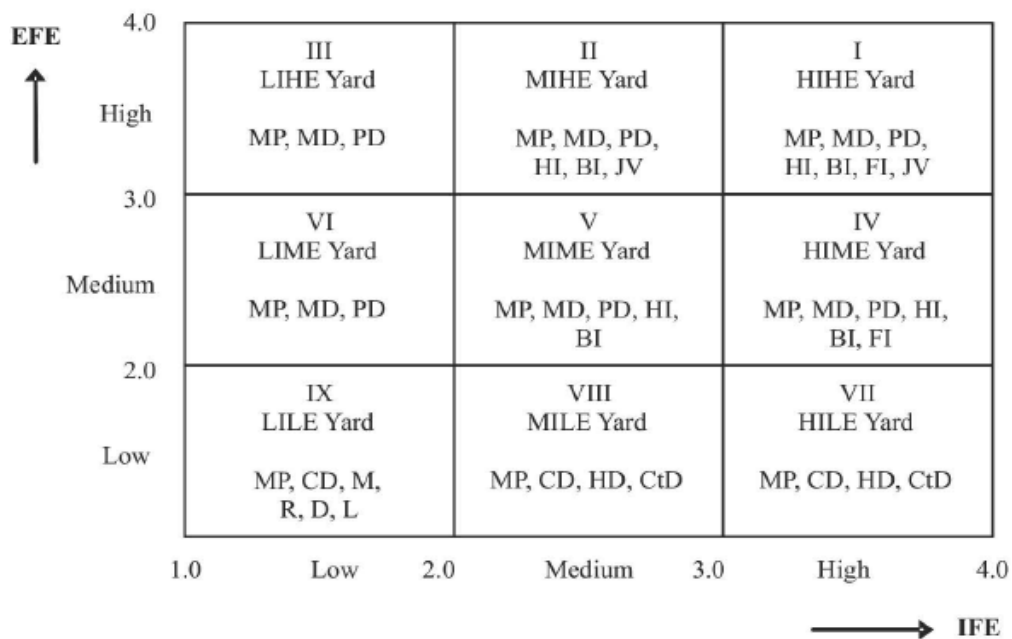 4.0
EFE
III
LIHE Yard
II
MIHE Yard
I
HIHE Yard
High
MP, MD, PD
MP, MD, PD,
HI, BI, JV
MP, MD, PD,
HI, BI, FI, JV
3.0
VI
LIME Yard
V
MIME Yard
IV
HIME Yard
Medium
MP, MD, PD
MP, MD, PD, HI,
BI
MP, MD, PD, HI,
BI, FI
2.0
IX
LILE Yard
VIII
MILE Yard
VII
HILE Yard
Low
MP, CD, M,
R, D, L
MP, CD, HD, CtD
MP, CD, HD, CtD
1.0 Low 2.0 Medium 3.0 High 4.0
IFE